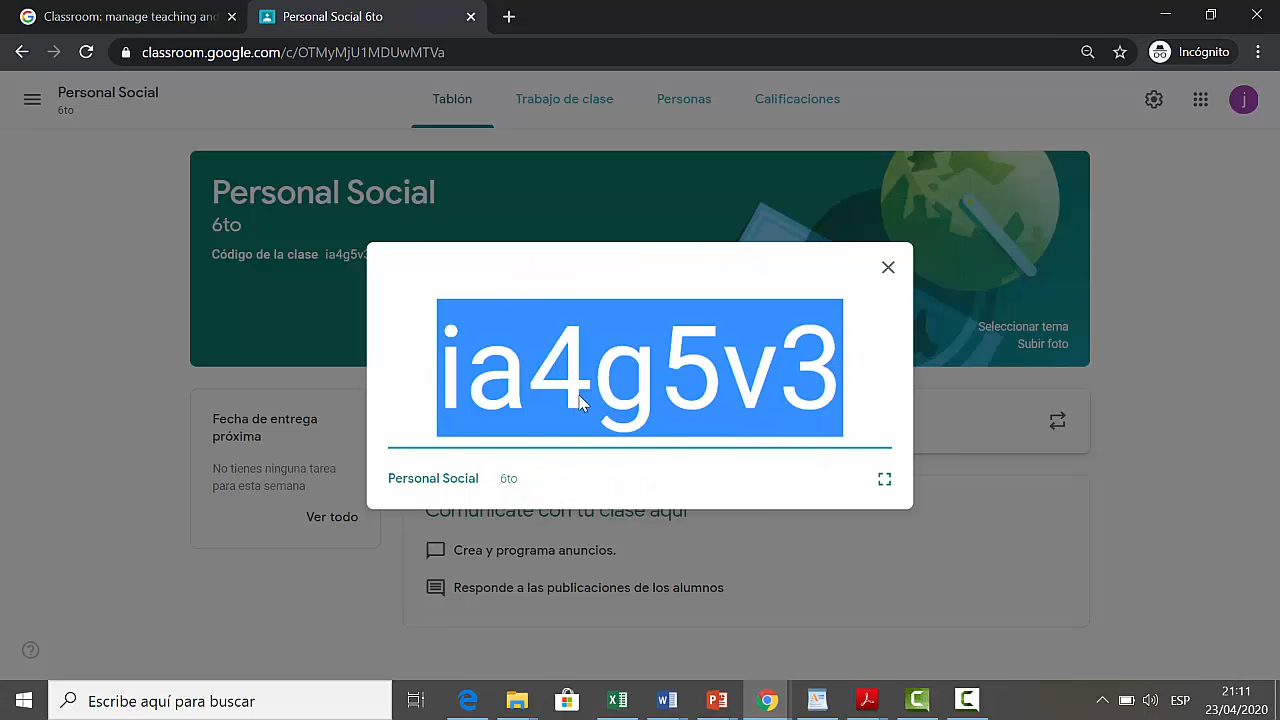 Classroom: manage teaching and
Personal Social 6to
classroom.google.com/c/OTMyMjU1MDUwMTVa
Incógnito
Personal Social
6to
Tablón
Trabajo de clase
Personas
Calificaciones
j
Personal Social
6to
Código de la clase ia4g5v3
Seleccionar tema
Subir foto
ia4g5v3
Personal Social 6to
Fecha de entrega
próxima
No tienes ninguna tarea
para esta semana
Ver todo
Comunícate con tu clase aquí
Crea y programa anuncios.
Responde a las publicaciones de los alumnos
Escribe aquí para buscar
ESP
21:11
23/04/2020